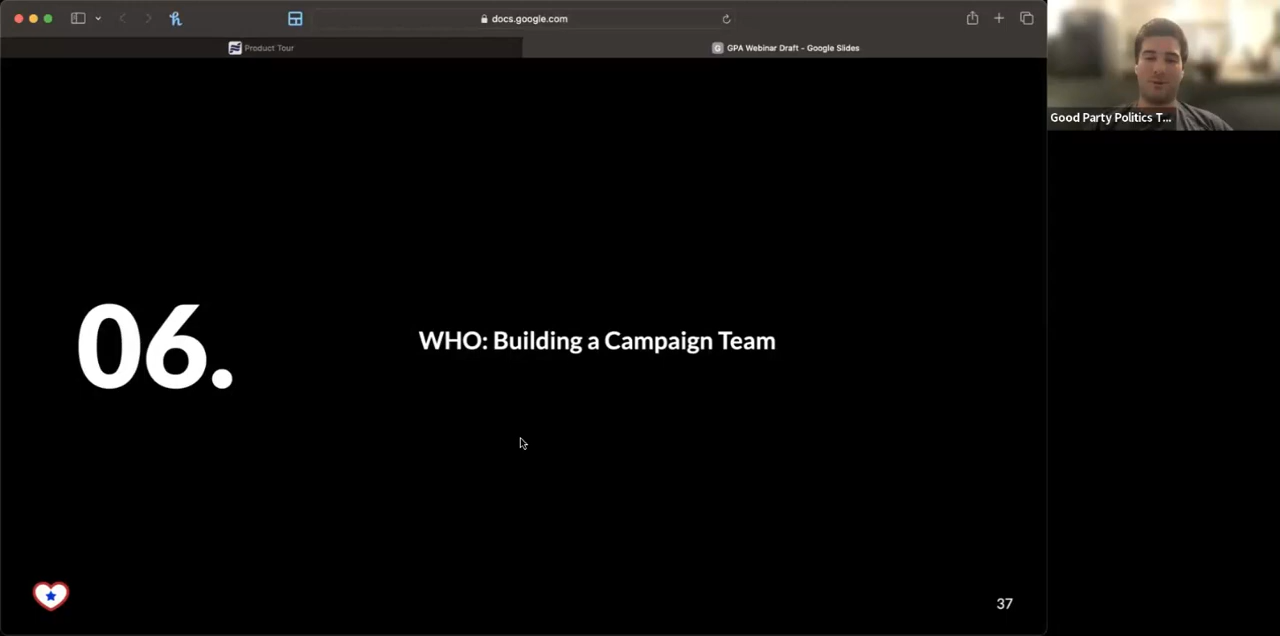 docs.google.com
Product Tour
GPA Webinar Draft - Google Slides
Good Party Politics T...
06.
WHO: Building a Campaign Team
37